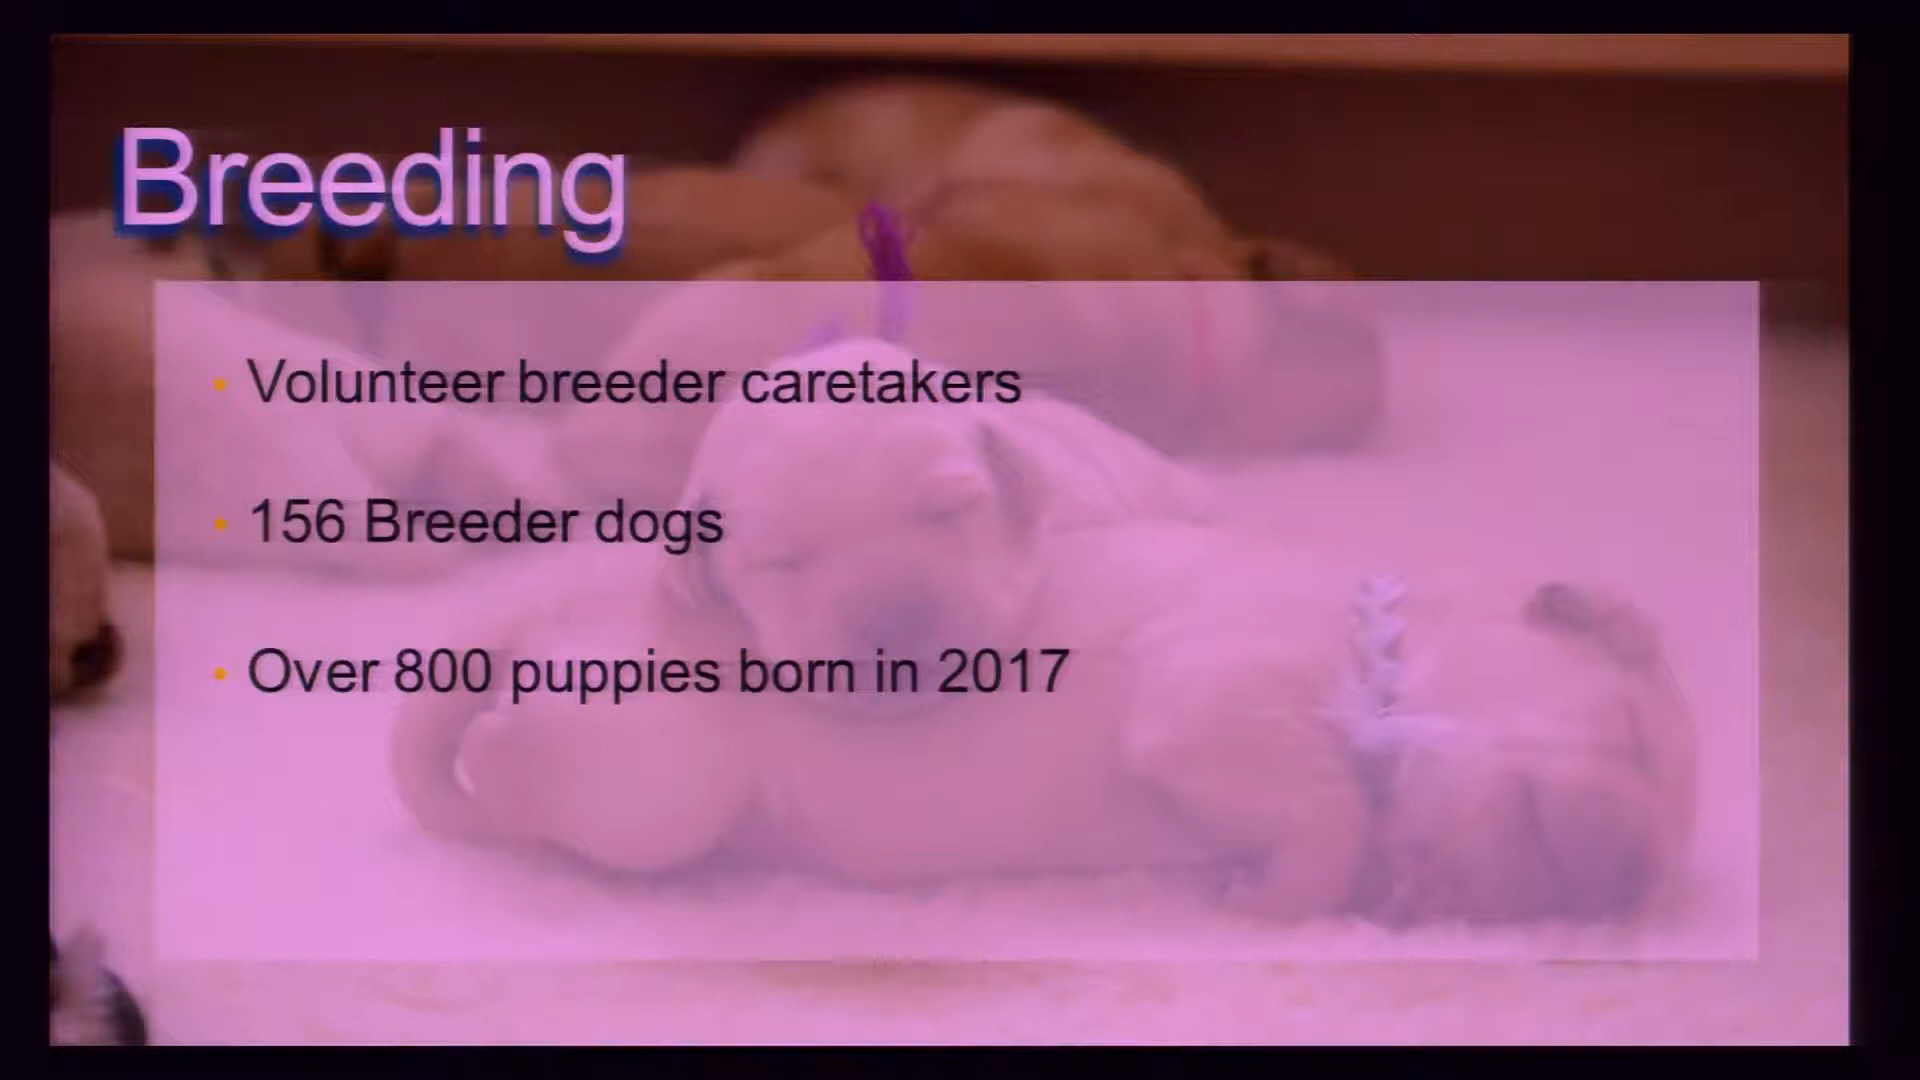 Breeding
• Volunteer breeder caretakers
• 156 Breeder dogs
• Over 800 puppies born in 2017